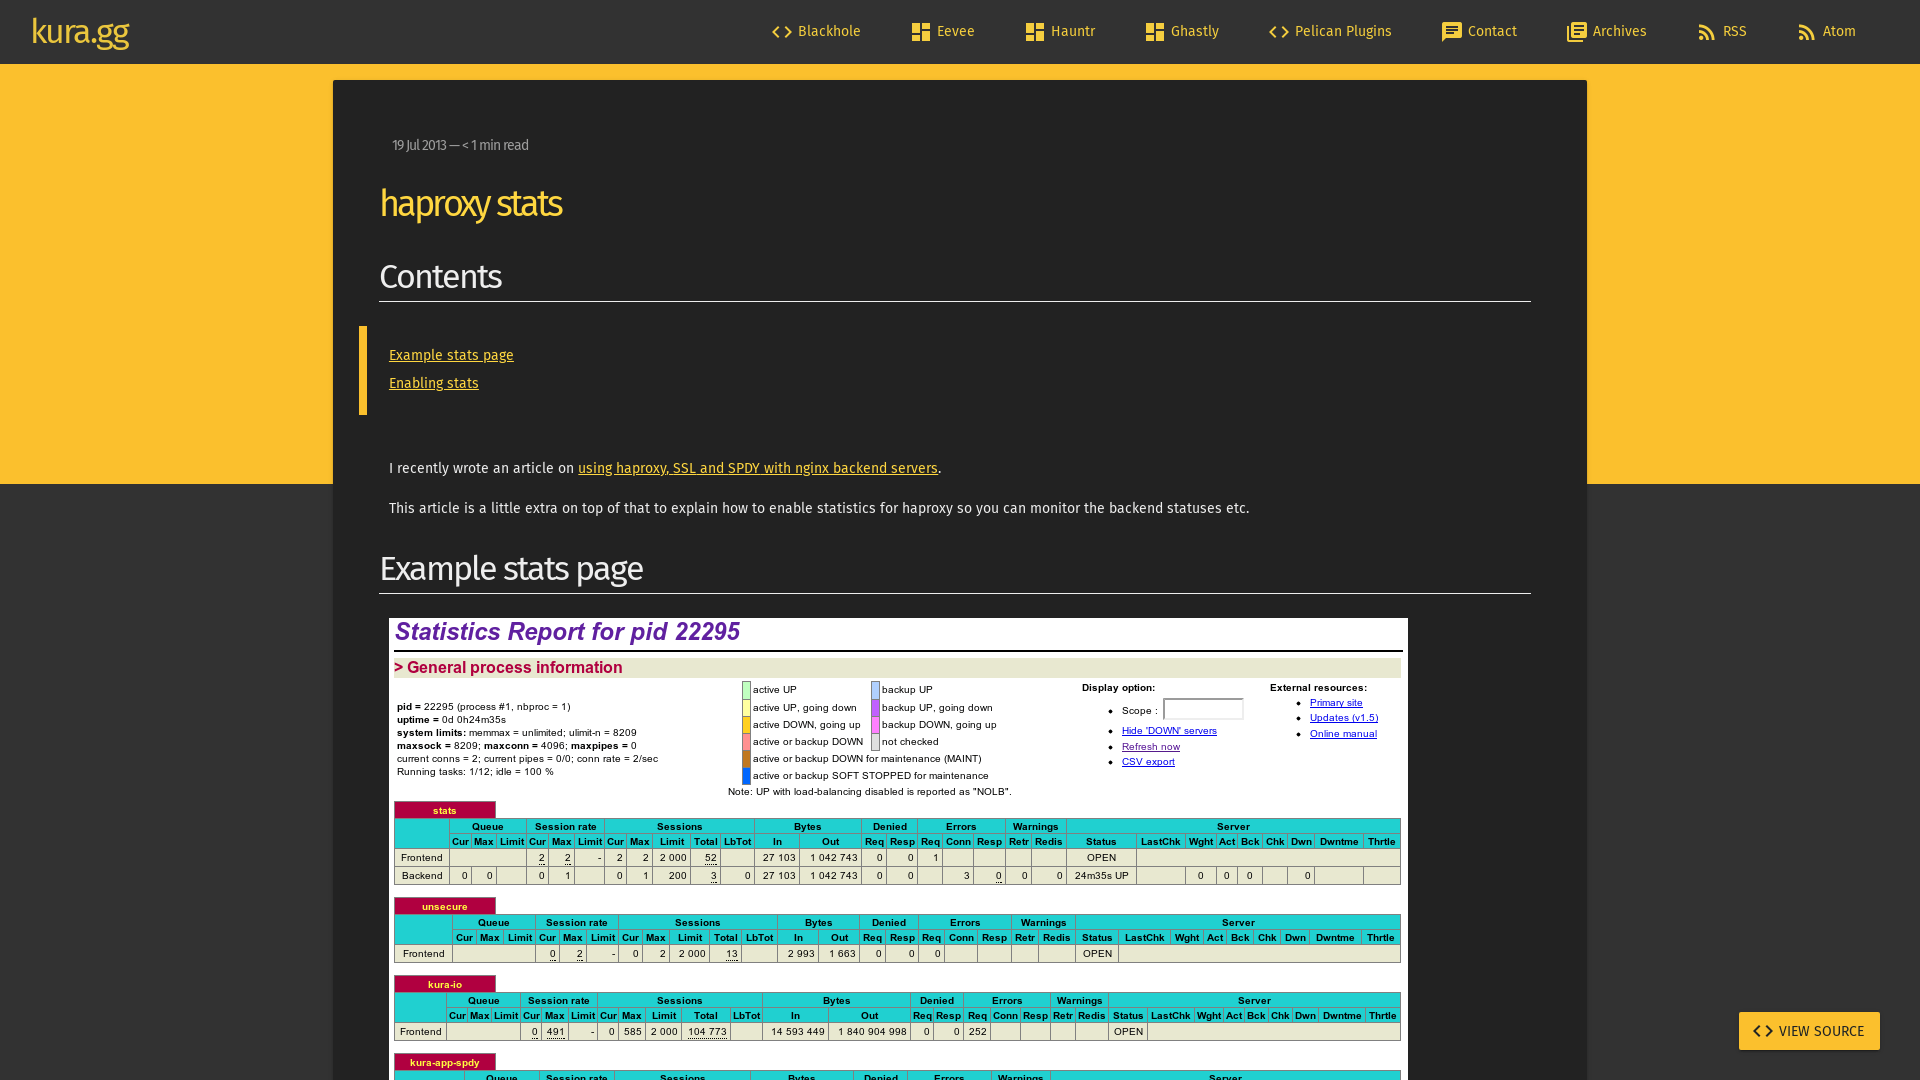 kura.gg
Blackhole
Eevee
Hauntr
Ghastly
Pelican Plugins
Contact
Archives
RSS
Atom
19 Jul 2013 — < 1 min read
haproxy stats
Contents
Example stats page
Enabling stats
I recently wrote an article on using haproxy, SSL and SPDY with nginx backend servers.
This article is a little extra on top of that to explain how to enable statistics for haproxy so you can monitor the backend statuses etc.
Example stats page
Statistics Report for pid 22295
> General process information
pid = 22295 (process #1, nbproc = 1)
uptime = 0d 0h24m35s
system limits: memmax = unlimited; ulimit-n = 8209
maxsock = 8209; maxconn = 4096; maxpipes = 0
current conns = 2; current pipes = 0/0; conn rate = 2/sec
Running tasks: 1/12; idle = 100 %
active UP backup UP
active UP, going down backup UP, going down
active DOWN, going up backup DOWN, going up
active or backup DOWN not checked
active or backup DOWN for maintenance (MAINT)
active or backup SOFT STOPPED for maintenance
Note: UP with load-balancing disabled is reported as "NOLB".
Display option:
Scope :
Hide 'DOWN' servers
Refresh now
CSV export
External resources:
Primary site
Updates (v1.5)
Online manual
stats
Queue Session rate Sessions Bytes Denied Errors Warnings Server
Cur Max Limit Cur Max Limit Cur Max Limit Total LbTot In Out Req Resp Req Conn Resp Retr Redis Status LastChk Wght Act Bck Chk Dwn Dwntme Thrtle
Frontend 2 2 - 2 2 2 000 52 27 103 1 042 743 0 0 1 OPEN
Backend 0 0 0 1 0 1 200 3 0 27 103 1 042 743 0 0 3 0 0 0 24m35s UP 0 0 0 0
unsecure
Queue Session rate Sessions Bytes Denied Errors Warnings Server
Cur Max Limit Cur Max Limit Cur Max Limit Total LbTot In Out Req Resp Req Conn Resp Retr Redis Status LastChk Wght Act Bck Chk Dwn Dwntme Thrtle
Frontend 0 2 - 0 2 2 000 13 2 993 1 663 0 0 0 OPEN
kura-io
Queue Session rate Sessions Bytes Denied Errors Warnings Server
Cur Max Limit Cur Max Limit Cur Max Limit Total LbTot In Out Req Resp Req Conn Resp Retr Redis Status LastChk Wght Act Bck Chk Dwn Dwntme Thrtle
Frontend 0 491 - 0 585 2 000 104 773 14 593 449 1 840 904 998 0 0 252 OPEN
kura-app-spdy
Queue Session rate Sessions Bytes Denied Errors Warnings Server
VIEW SOURCE